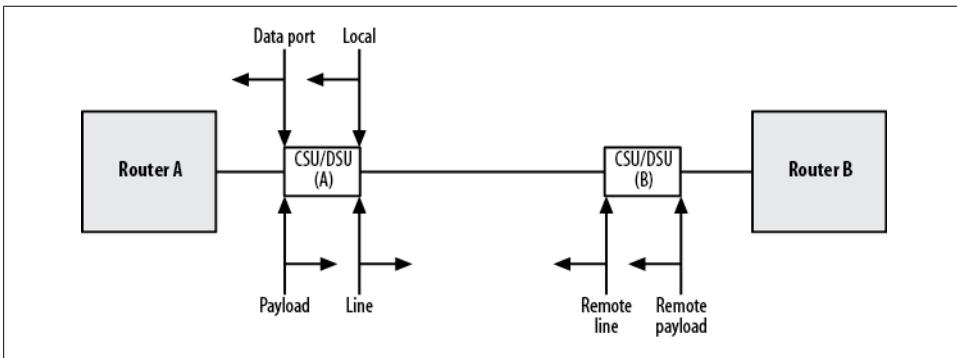 Data port
Local
Router A
CSU/DSU
(A)
CSU/DSU
(B)
Router B
Payload
Line
Remote
line
Remote
payload